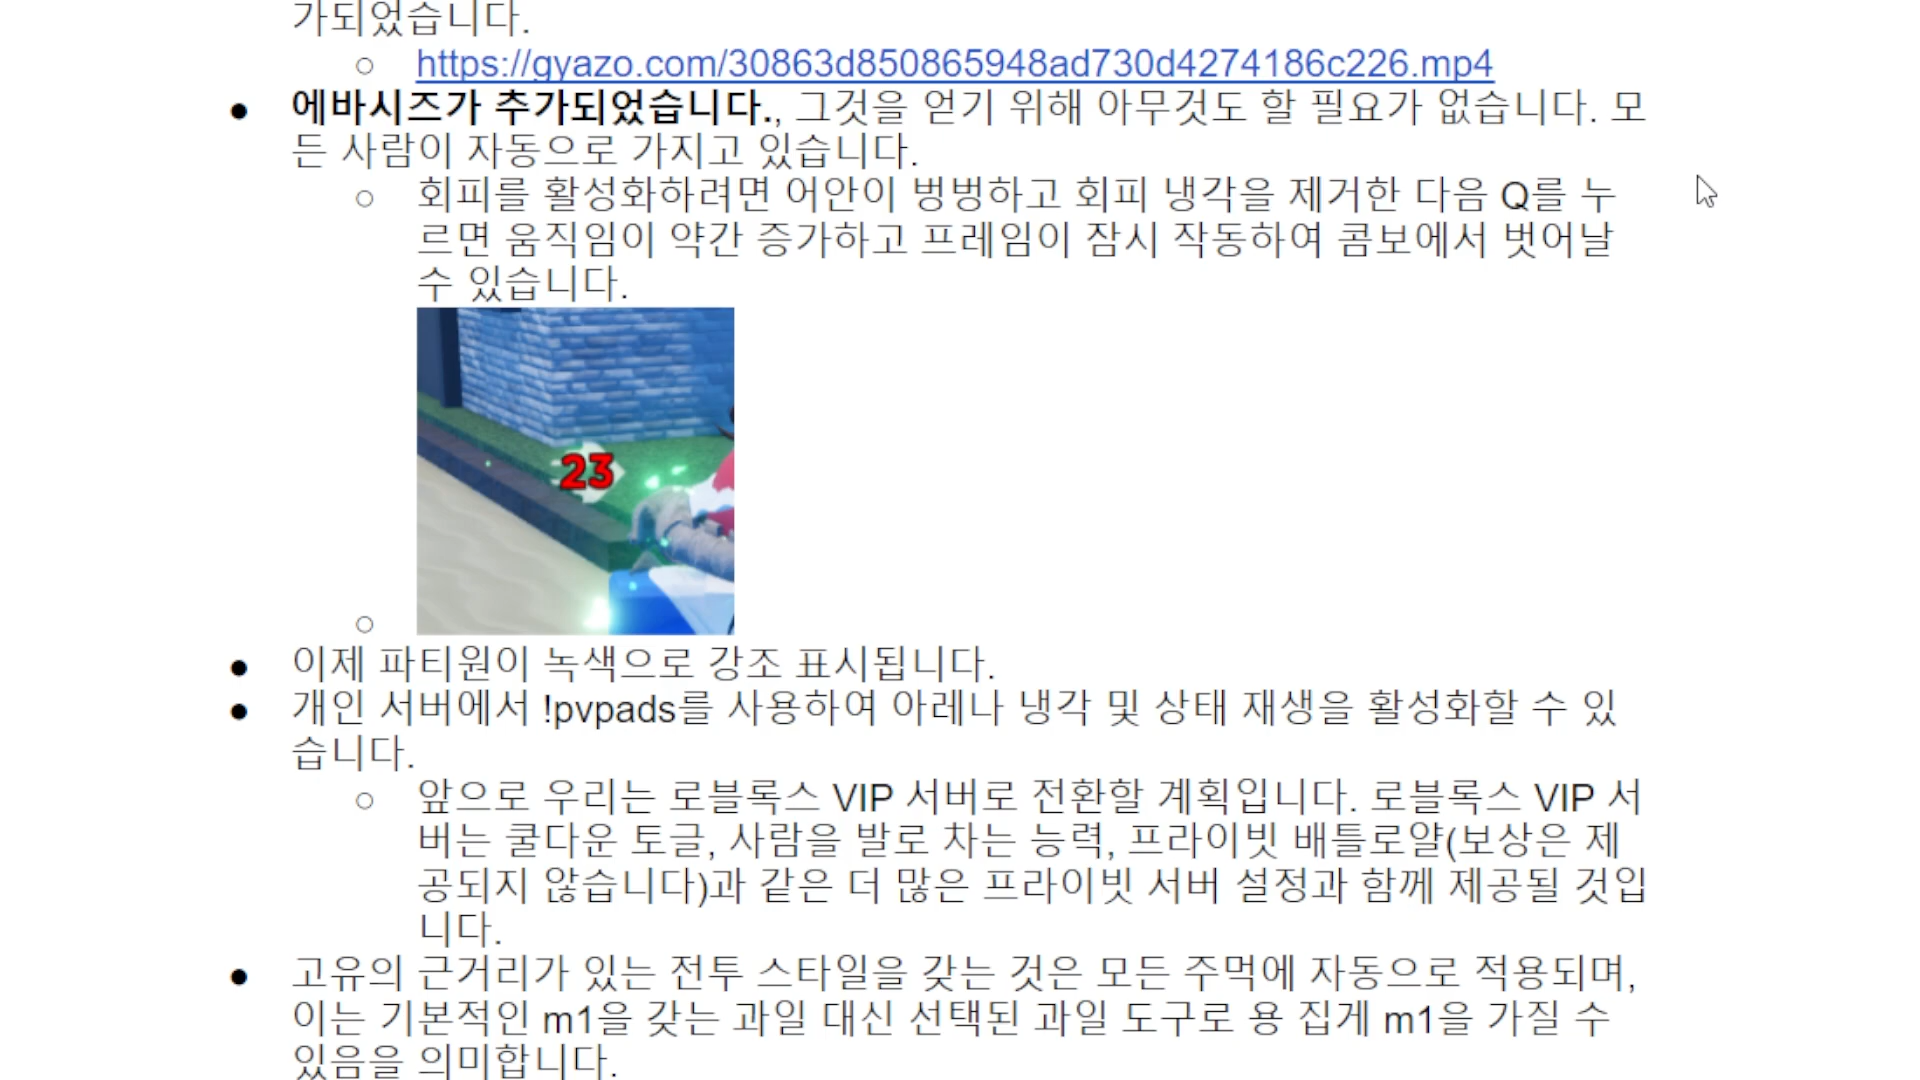 가되었습니다.
https://gyazo.com/30863d850865948ad730d4274186c226.mp4
에바시즈가 추가되었습니다., 그것을 얻기 위해 아무것도 할 필요가 없습니다. 모
든 사람이 자동으로 가지고 있습니다.
회피를 활성화하려면 어안이 벙벙하고 회피 냉각을 제거한 다음 Q를 누
르면 움직임이 약간 증가하고 프레임이 잠시 작동하여 콤보에서 벗어날
수 있습니다.
23
이제 파티원이 녹색으로 강조 표시됩니다.
개인 서버에서 !pvpads를 사용하여 아레나 냉각 및 상태 재생을 활성화할 수 있
습니다.
앞으로 우리는 로블록스 VIP 서버로 전환할 계획입니다. 로블록스 VIP 서
버는 쿨다운 토글, 사람을 발로 차는 능력, 프라이빗 배틀로얄(보상은 제
공되지 않습니다)과 같은 더 많은 프라이빗 서버 설정과 함께 제공될 것입
니다.
고유의 근거리가 있는 전투 스타일을 갖는 것은 모든 주먹에 자동으로 적용되며,
이는 기본적인 m1을 갖는 과일 대신 선택된 과일 도구로 용 집게 m1을 가질 수
있음을 의미합니다.